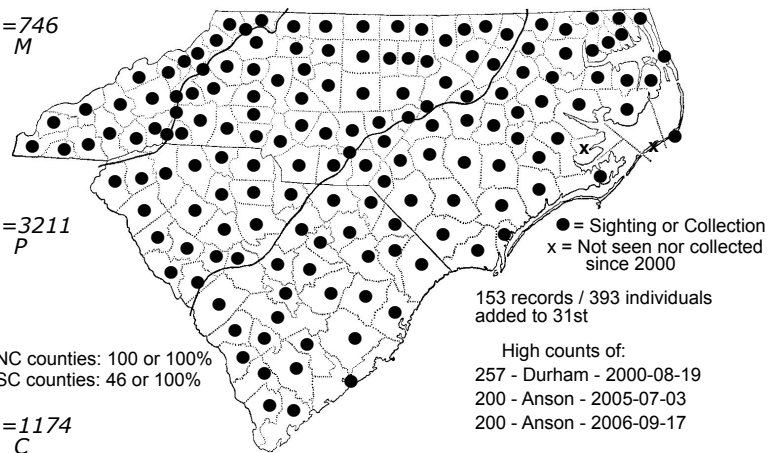 =746
M
=3211
P
● = Sighting or Collection
x = Not seen nor collected
since 2000
x
x
153 records / 393 individuals
added to 31st
NC counties: 100 or 100%
SC counties: 46 or 100%
High counts of:
257 - Durham - 2000-08-19
200 - Anson - 2005-07-03
200 - Anson - 2006-09-17
=1174
C